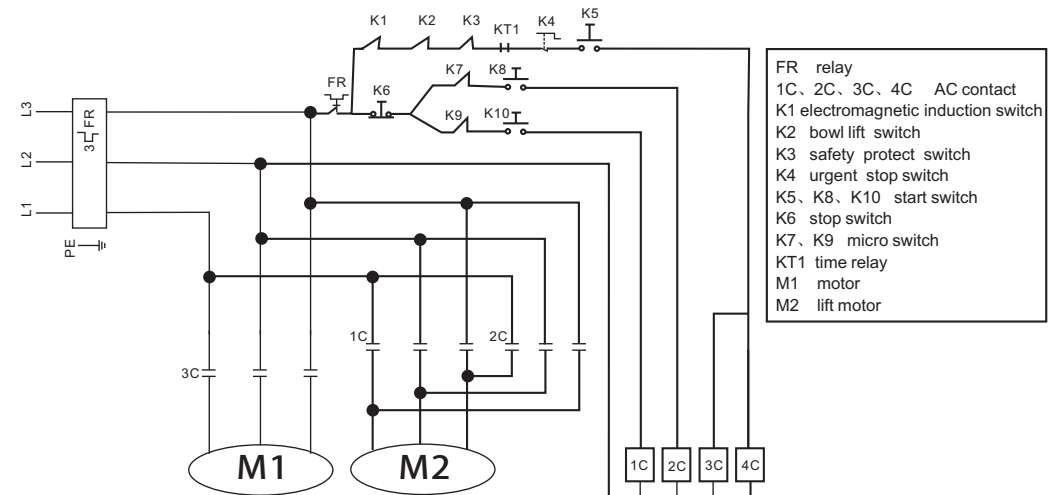 K1 K2 K3 KT1 K4 K5
FR K6 K7 K8
K9 K10
L3
L2
L1
3 FR
PE
1C 2C
3C
M1 M2
1C 2C 3C 4C
FR relay
1C、2C、3C、4C AC contact
K1 electromagnetic induction switch
K2 bowl lift switch
K3 safety protect switch
K4 urgent stop switch
K5、K8、K10 start switch
K6 stop switch
K7、K9 micro switch
KT1 time relay
M1 motor
M2 lift motor